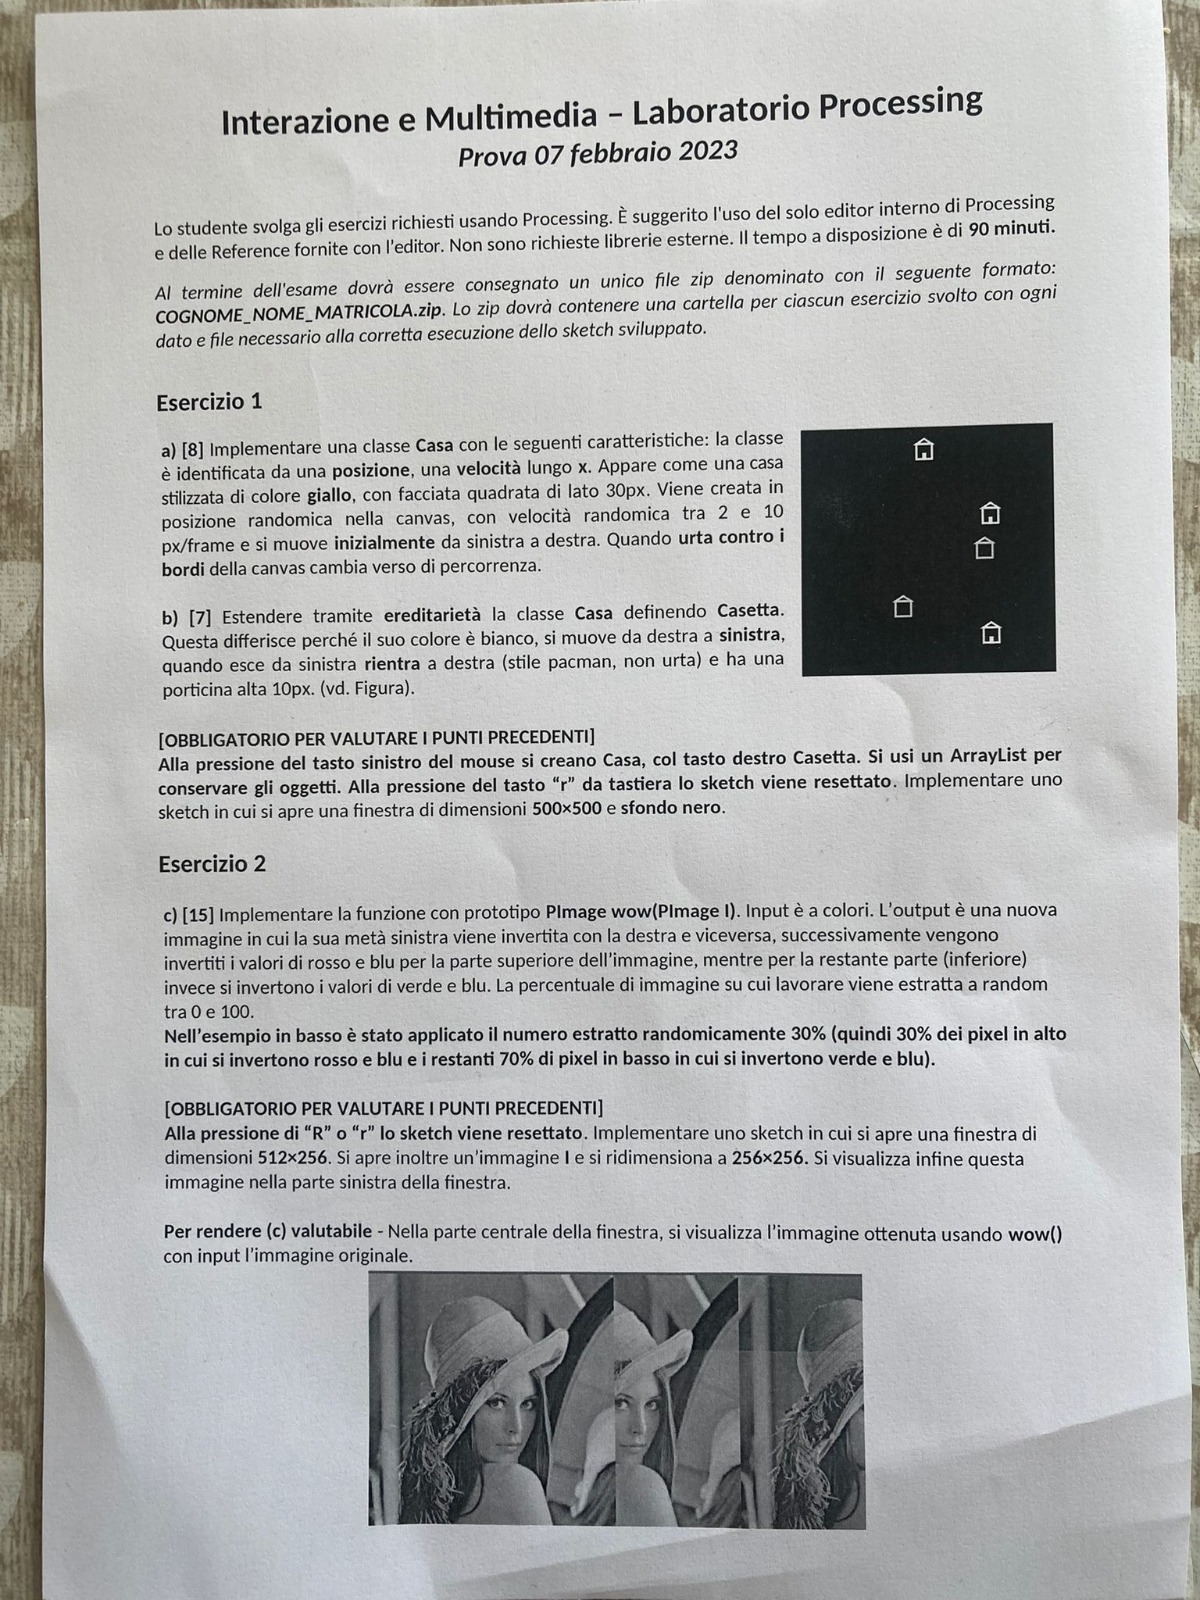 Interazione e Multimedia – Laboratorio Processing
Prova 07 febbraio 2023
Lo studente svolga gli esercizi richiesti usando Processing. È suggerito l'uso del solo editor interno di Processing
e delle Reference fornite con l'editor. Non sono richieste librerie esterne. Il tempo a disposizione è di 90 minuti.
Al termine dell'esame dovrà essere consegnato un unico file zip denominato con il seguente formato:
COGNOME_NOME_MATRICOLA.zip. Lo zip dovrà contenere una cartella per ciascun esercizio svolto con ogni
dato e file necessario alla corretta esecuzione dello sketch sviluppato.
Esercizio 1
a) [8] Implementare una classe Casa con le seguenti caratteristiche: la classe
è identificata da una posizione, una velocità lungo x. Appare come una casa
stilizzata di colore giallo, con facciata quadrata di lato 30px. Viene creata in
posizione randomica nella canvas, con velocità randomica tra 2 e 10
px/frame e si muove inizialmente da sinistra a destra. Quando urta contro i
bordi della canvas cambia verso di percorrenza.
b) [7] Estendere tramite ereditarietà la classe Casa definendo Casetta.
Questa differisce perché il suo colore è bianco, si muove da destra a sinistra,
quando esce da sinistra rientra a destra (stile pacman, non urta) e ha una
porticina alta 10px. (vd. Figura).
[OBBLIGATORIO PER VALUTARE I PUNTI PRECEDENTI]
Alla pressione del tasto sinistro del mouse si creano Casa, col tasto destro Casetta. Si usi un ArrayList per
conservare gli oggetti. Alla pressione del tasto “r” da tastiera lo sketch viene resettato. Implementare uno
sketch in cui si apre una finestra di dimensioni 500×500 e sfondo nero.
Esercizio 2
c) [15] Implementare la funzione con prototipo PImage wow(PImage I). Input è a colori. L’output è una nuova
immagine in cui la sua metà sinistra viene invertita con la destra e viceversa, successivamente vengono
invertiti i valori di rosso e blu per la parte superiore dell’immagine, mentre per la restante parte (inferiore)
invece si invertono i valori di verde e blu. La percentuale di immagine su cui lavorare viene estratta a random
tra 0 e 100.
Nell’esempio in basso è stato applicato il numero estratto randomicamente 30% (quindi 30% dei pixel in alto
in cui si invertono rosso e blu e i restanti 70% di pixel in basso in cui si invertono verde e blu).
[OBBLIGATORIO PER VALUTARE I PUNTI PRECEDENTI]
Alla pressione di “R” o “r” lo sketch viene resettato. Implementare uno sketch in cui si apre una finestra di
dimensioni 512×256. Si apre inoltre un’immagine I e si ridimensiona a 256×256. Si visualizza infine questa
immagine nella parte sinistra della finestra.
Per rendere (c) valutabile - Nella parte centrale della finestra, si visualizza l’immagine ottenuta usando wow()
con input l’immagine originale.